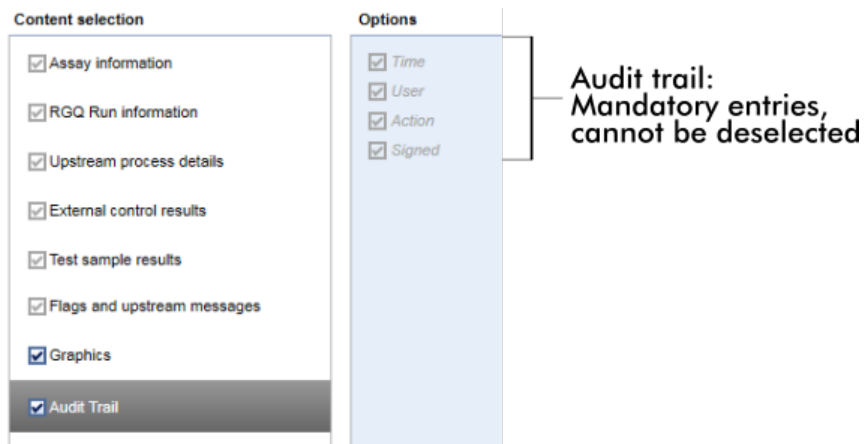 Content selection
Assay information
RGQ Run information
Upstream process details
External control results
Test sample results
Flags and upstream messages
Graphics
Audit Trail
Options
Time
User
Action
Signed
Audit trail:
Mandatory entries,
cannot be deselected